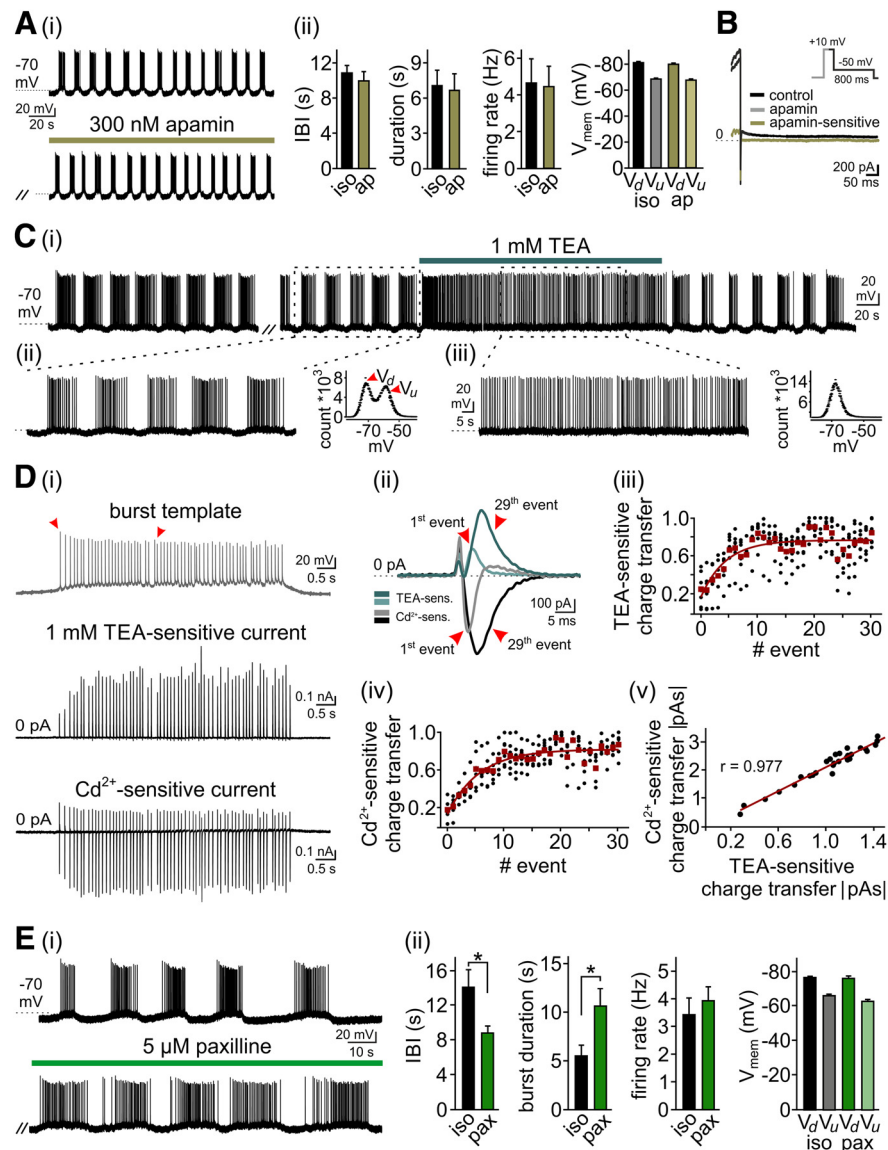 A (i)
-70
mV
20 mV
20 s
300 nM apamin
(ii)
IBI (s)
12
9
6
3
0
iso
ap
duration (s)
10
8
6
4
2
0
iso
ap
firing rate (Hz)
6
4
2
0
iso
ap
Vmem (mV)
-80
-60
-40
-20
0
Vd Vu Vd Vu
iso ap
B
+10 mV
-50 mV
800 ms
control
apamin
apamin-sensitive
0
200 pA
50 ms
C (i)
1 mM TEA
-70
mV
20
mV
20 s
(ii)
count *10³
8
4
0
Vd
Vu
-70 -50
mV
(iii)
20
mV
5 s
count *10³
14
6
-70 -50
mV
D (i)
burst template
20 mV
0.5 s
1 mM TEA-sensitive current
0 pA
0.1 nA
0.5 s
Cd²⁺-sensitive current
0 pA
0.1 nA
0.5 s
(ii)
1st event
29th event
0 pA
TEA-sens.
Cd²⁺-sens.
100 pA
5 ms
1st event
29th event
(iii)
TEA-sensitive
charge transfer
1.0
0.6
0.2
0 10 20 30
# event
(iv)
Cd²⁺-sensitive
charge transfer
1.0
0.6
0.2
0 10 20 30
# event
(v)
Cd²⁺-sensitive
charge transfer |pAs|
3
2
1
0
r = 0.977
0.2 0.6 1.0 1.4
TEA-sensitive
charge transfer |pAs|
E (i)
-70
mV
20 mV
10 s
5 µM paxilline
(ii)
IBI (s)
16
12
8
4
0
*
iso
pax
burst duration (s)
15
10
5
0
*
iso
pax
firing rate (Hz)
5
4
3
2
1
0
iso
pax
Vmem (mV)
-80
-60
-40
-20
0
Vd Vu Vd Vu
iso pax